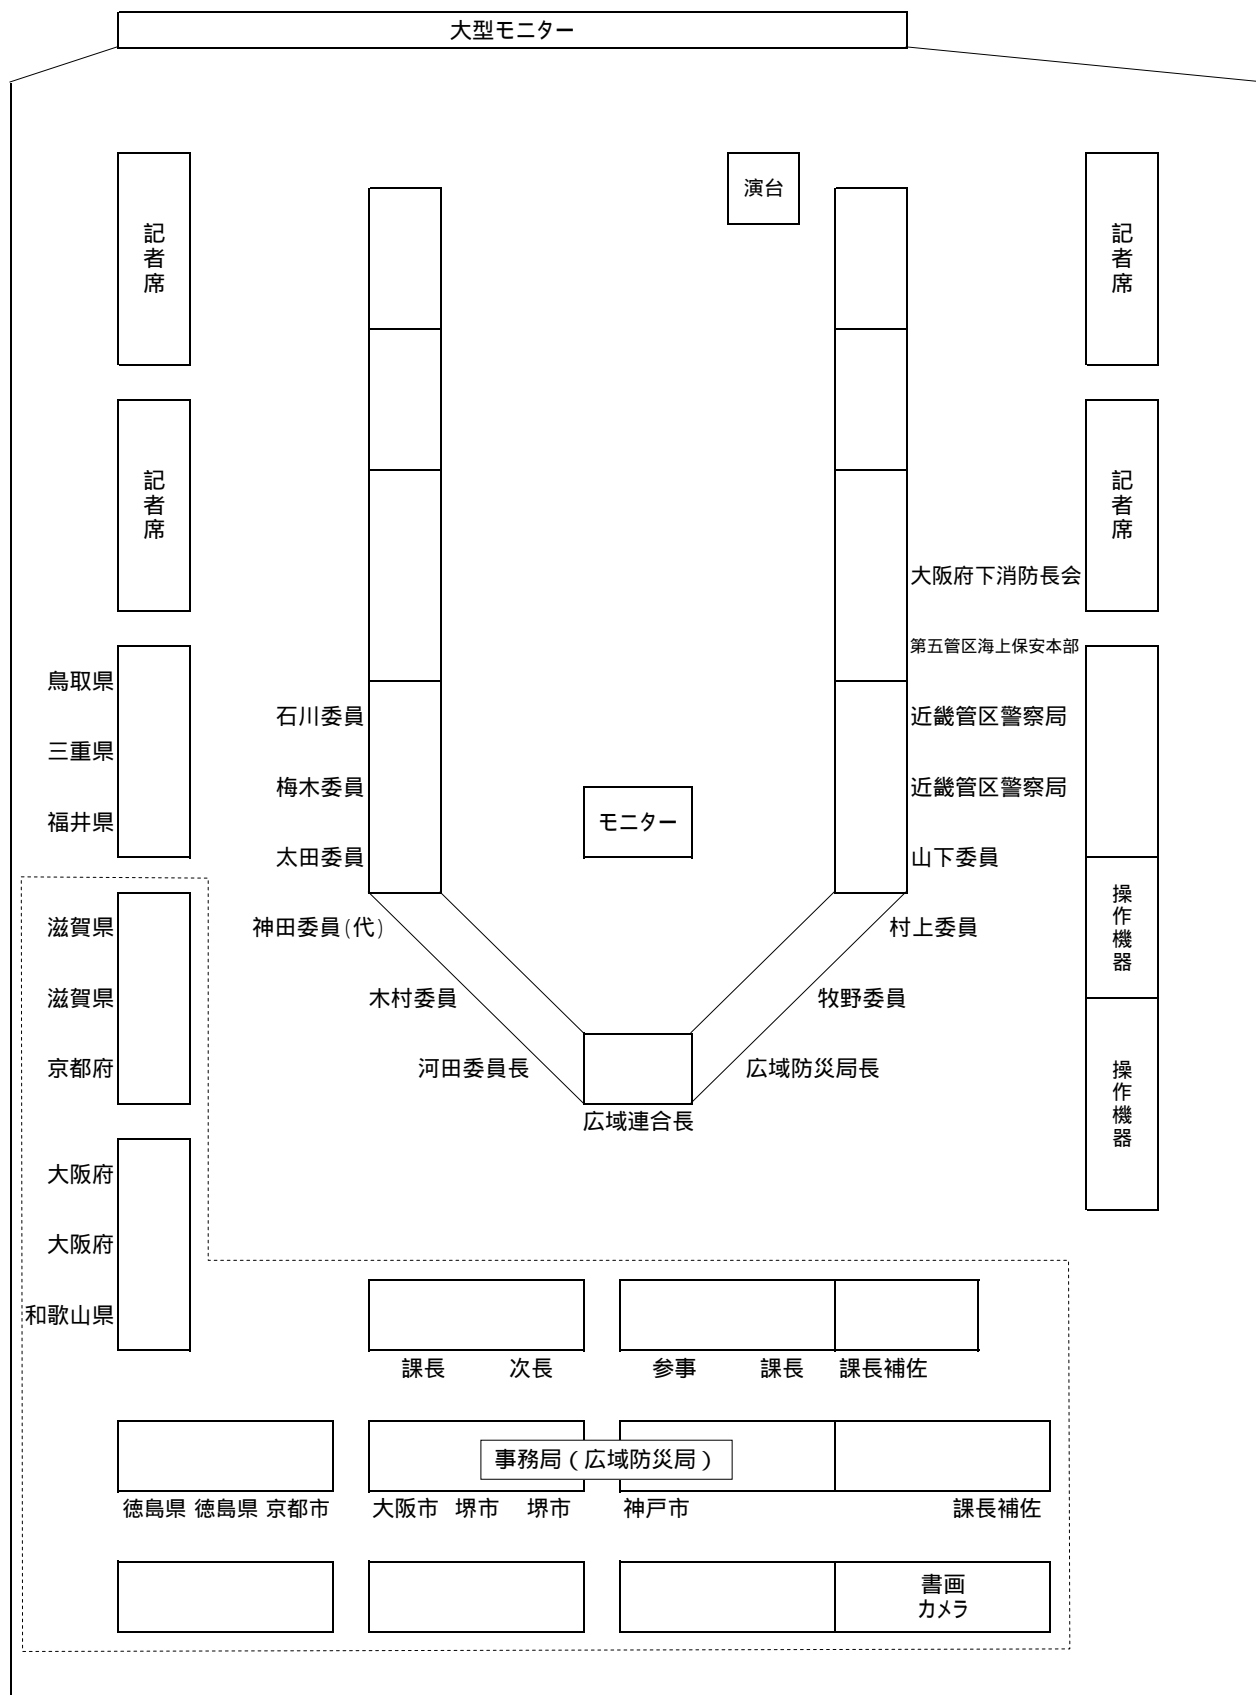 大型モニター
演台
記者席
記者席
記者席
記者席
大阪府下消防長会
第五管区海上保安本部
鳥取県
石川委員
近畿管区警察局
三重県
梅木委員
近畿管区警察局
モニター
福井県
太田委員
山下委員
操作機器
滋賀県
神田委員(代)
村上委員
滋賀県
木村委員
牧野委員
京都府
河田委員長
広域防災局長
操作機器
広域連合長
大阪府
大阪府
和歌山県
課長 次長 参事 課長 課長補佐
事務局(広域防災局)
徳島県 徳島県 京都市 大阪市 堺市 堺市 神戸市 課長補佐
書画
カメラ